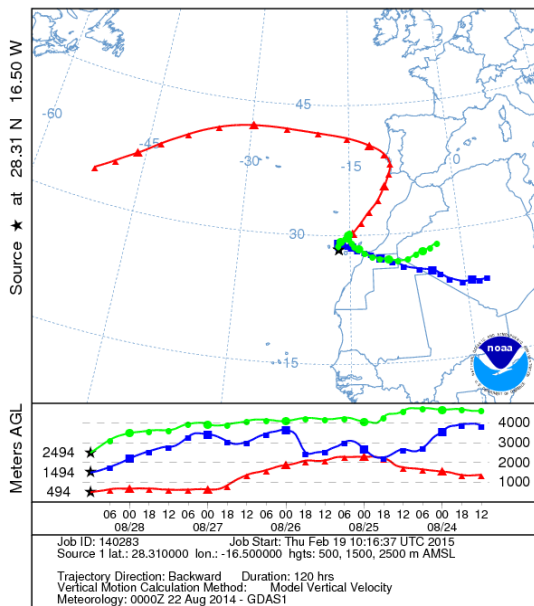 Source ★ at 28.31 N 16.50 W
-60
-45
45
-30
-15
0
30
15
noaa
Meters AGL
2494
1494
494
4000
3000
2000
1000
06 00 18 12 06 00 18 12 06 00 18 12 06 00 18 12 06 00 18 12
08/28 08/27 08/26 08/25 08/24
Job ID: 140283 Job Start: Thu Feb 19 10:16:37 UTC 2015
Source 1 lat.: 28.310000 lon.: -16.500000 hgts: 500, 1500, 2500 m AMSL
Trajectory Direction: Backward Duration: 120 hrs
Vertical Motion Calculation Method: Model Vertical Velocity
Meteorology: 0000Z 22 Aug 2014 - GDAS1